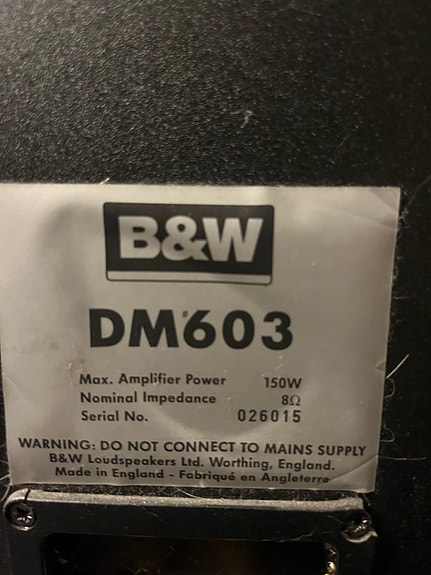 B&W
DM603
Max. Amplifier Power 150W
Nominal Impedance 8Ω
Serial No. 026015
WARNING: DO NOT CONNECT TO MAINS SUPPLY
B&W Loudspeakers Ltd. Worthing, England.
Made in England - Fabriqué en Angleterre